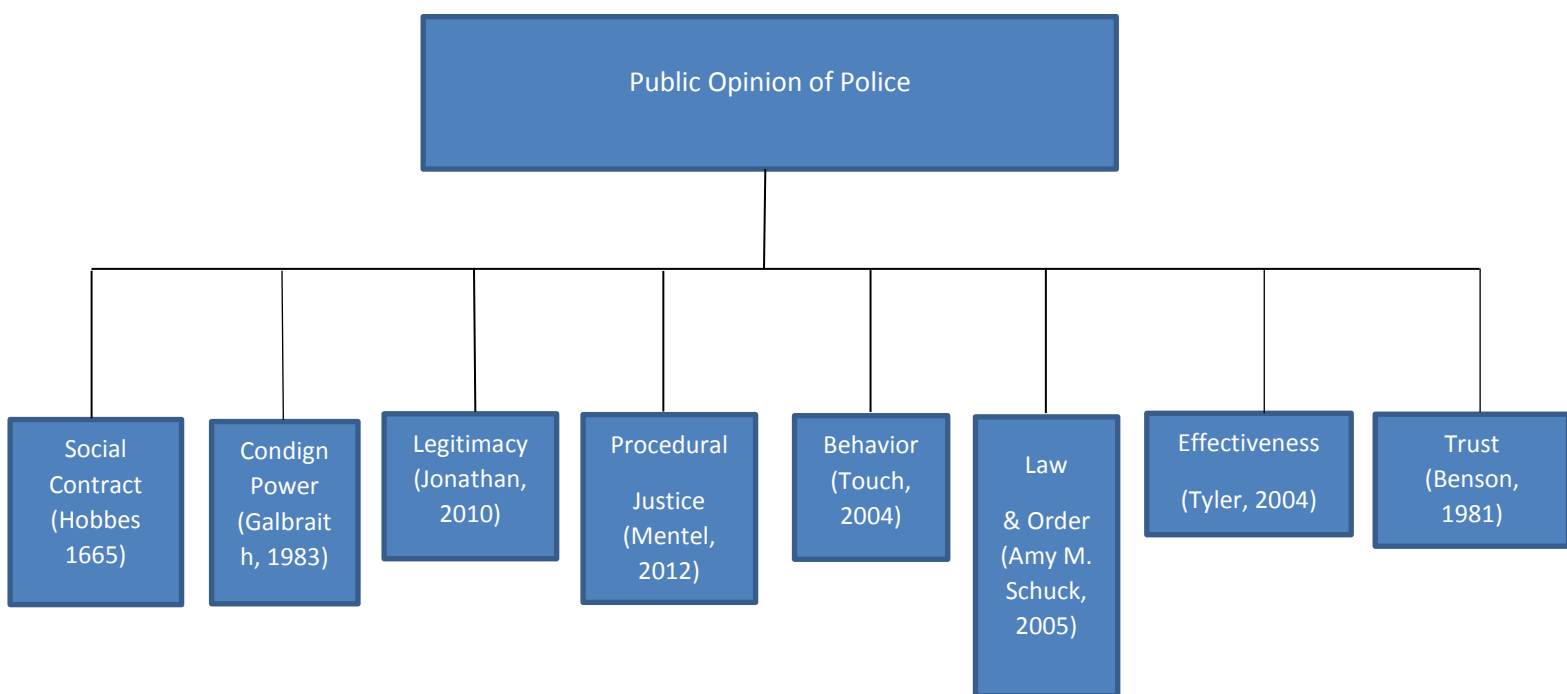 Public Opinion of Police
Social
Contract
(Hobbes
1665)
Condign
Power
(Galbrait
h, 1983)
Legitimacy
(Jonathan,
2010)
Procedural
Justice
(Mentel,
2012)
Behavior
(Touch,
2004)
Law
& Order
(Amy M.
Schuck,
2005)
Effectiveness
(Tyler, 2004)
Trust
(Benson,
1981)